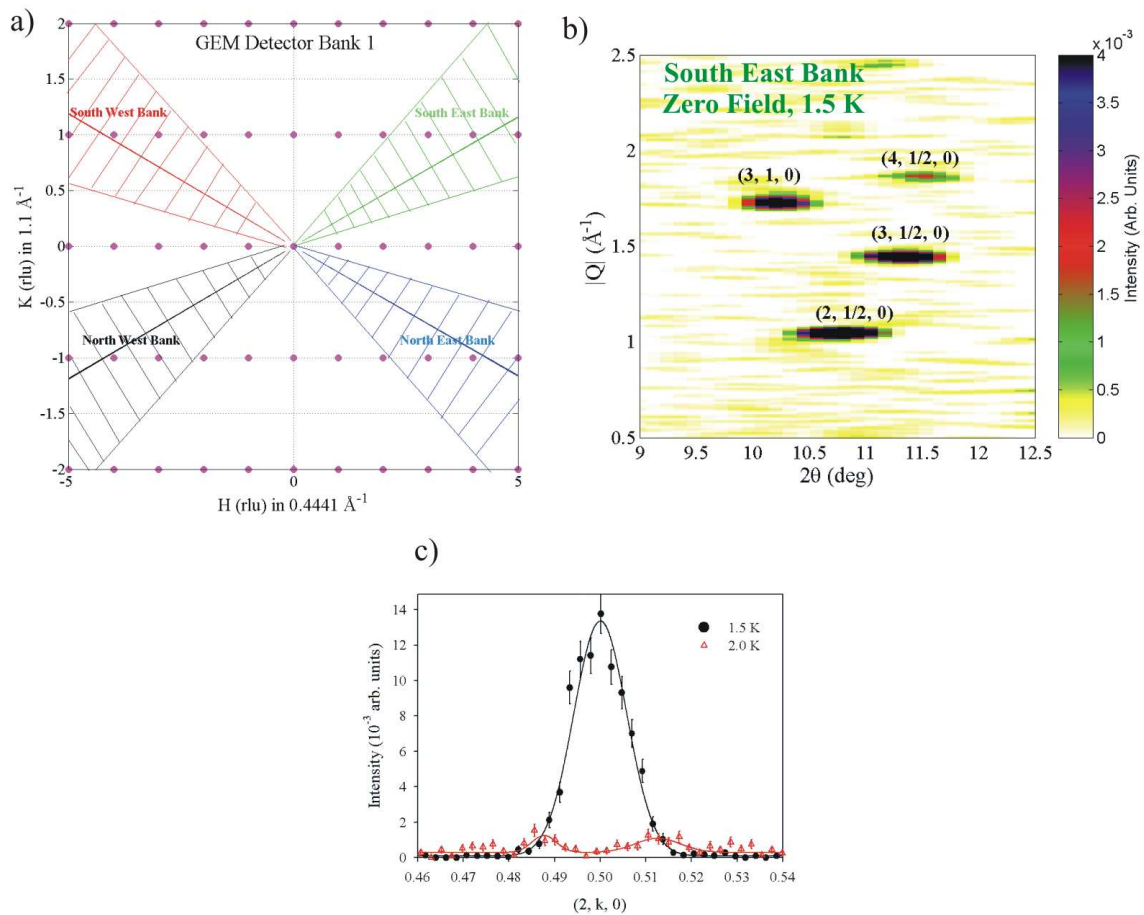 a)
GEM Detector Bank 1
2
1.5
1
0.5
0
-0.5
-1
-1.5
-2
K (rlu) in 1.1 Å⁻¹
South West Bank
South East Bank
North West Bank
North East Bank
-5
0
5
H (rlu) in 0.4441 Å⁻¹
b)
South East Bank
Zero Field, 1.5 K
(4, 1/2, 0)
(3, 1, 0)
(3, 1/2, 0)
(2, 1/2, 0)
2.5
2
1.5
1
0.5
|Q| (Å⁻¹)
9
9.5
10
10.5
11
11.5
12
12.5
2θ (deg)
x 10⁻³
4
3.5
3
2.5
2
1.5
1
0.5
0
Intensity (Arb. Units)
c)
14
12
10
8
6
4
2
0
Intensity (10⁻³ arb. units)
1.5 K
2.0 K
0.46
0.47
0.48
0.49
0.50
0.51
0.52
0.53
0.54
(2, k, 0)